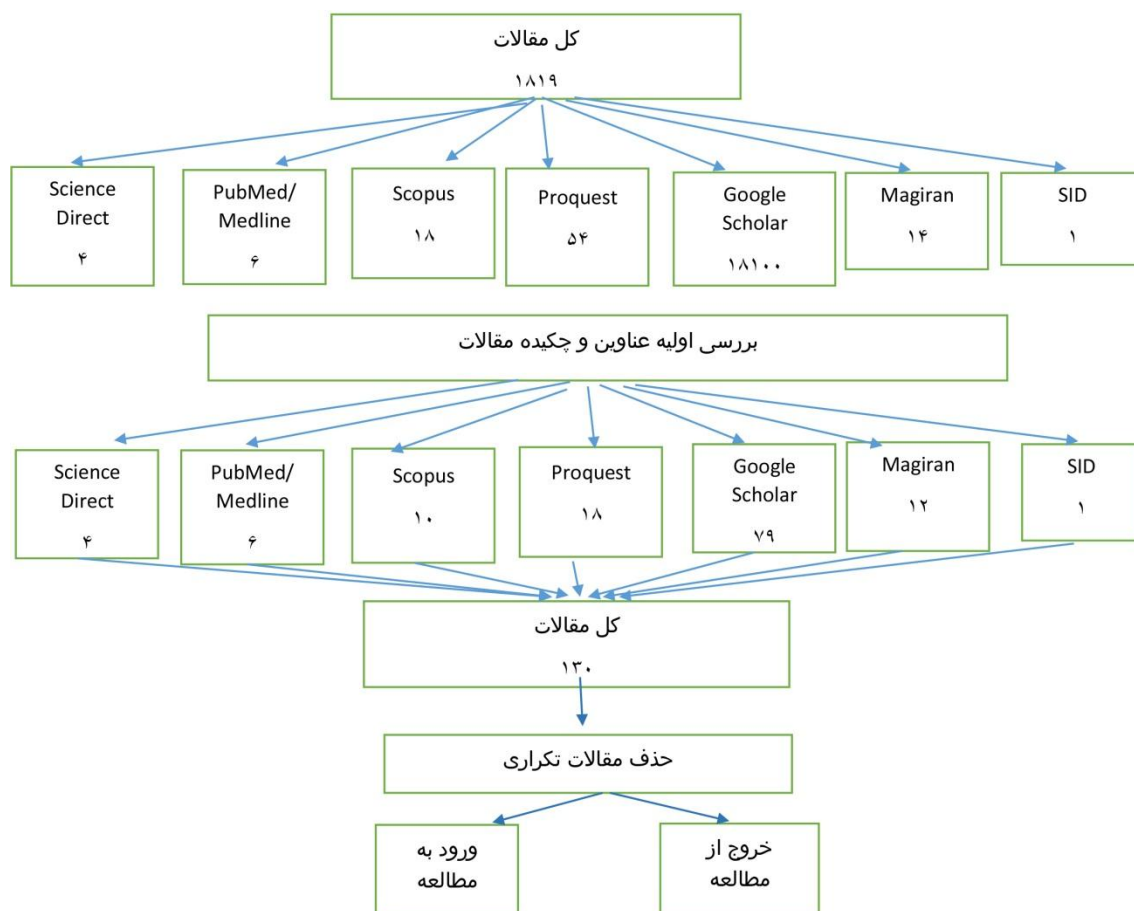 کل مقالات
۱۸۱۹
Science
Direct
۴
PubMed/
Medline
۶
Scopus
۱۸
Proquest
۵۴
Google
Scholar
۱۸۱۰۰
Magiran
۱۴
SID
۱
بررسی اولیه عناوین و چکیده مقالات
Science
Direct
۴
PubMed/
Medline
۶
Scopus
۱۰
Proquest
۱۸
Google
Scholar
۷۹
Magiran
۱۲
SID
۱
کل مقالات
۱۳۰
حذف مقالات تکراری
خروج از
مطالعه
ورود به
مطالعه